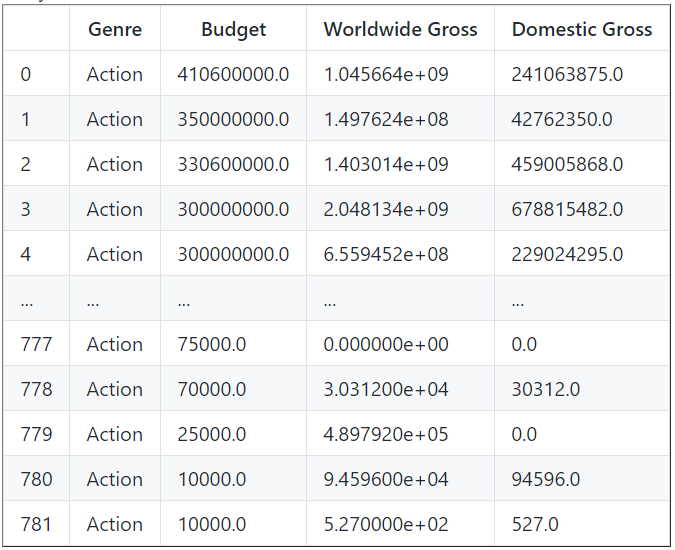 Genre Budget Worldwide Gross Domestic Gross
0 Action 410600000.0 1.045664e+09 241063875.0
1 Action 350000000.0 1.497624e+08 42762350.0
2 Action 330600000.0 1.403014e+09 459005868.0
3 Action 300000000.0 2.048134e+09 678815482.0
4 Action 300000000.0 6.559452e+08 229024295.0
... ... ... ... ...
777 Action 75000.0 0.000000e+00 0.0
778 Action 70000.0 3.031200e+04 30312.0
779 Action 25000.0 4.897920e+05 0.0
780 Action 10000.0 9.459600e+04 94596.0
781 Action 10000.0 5.270000e+02 527.0